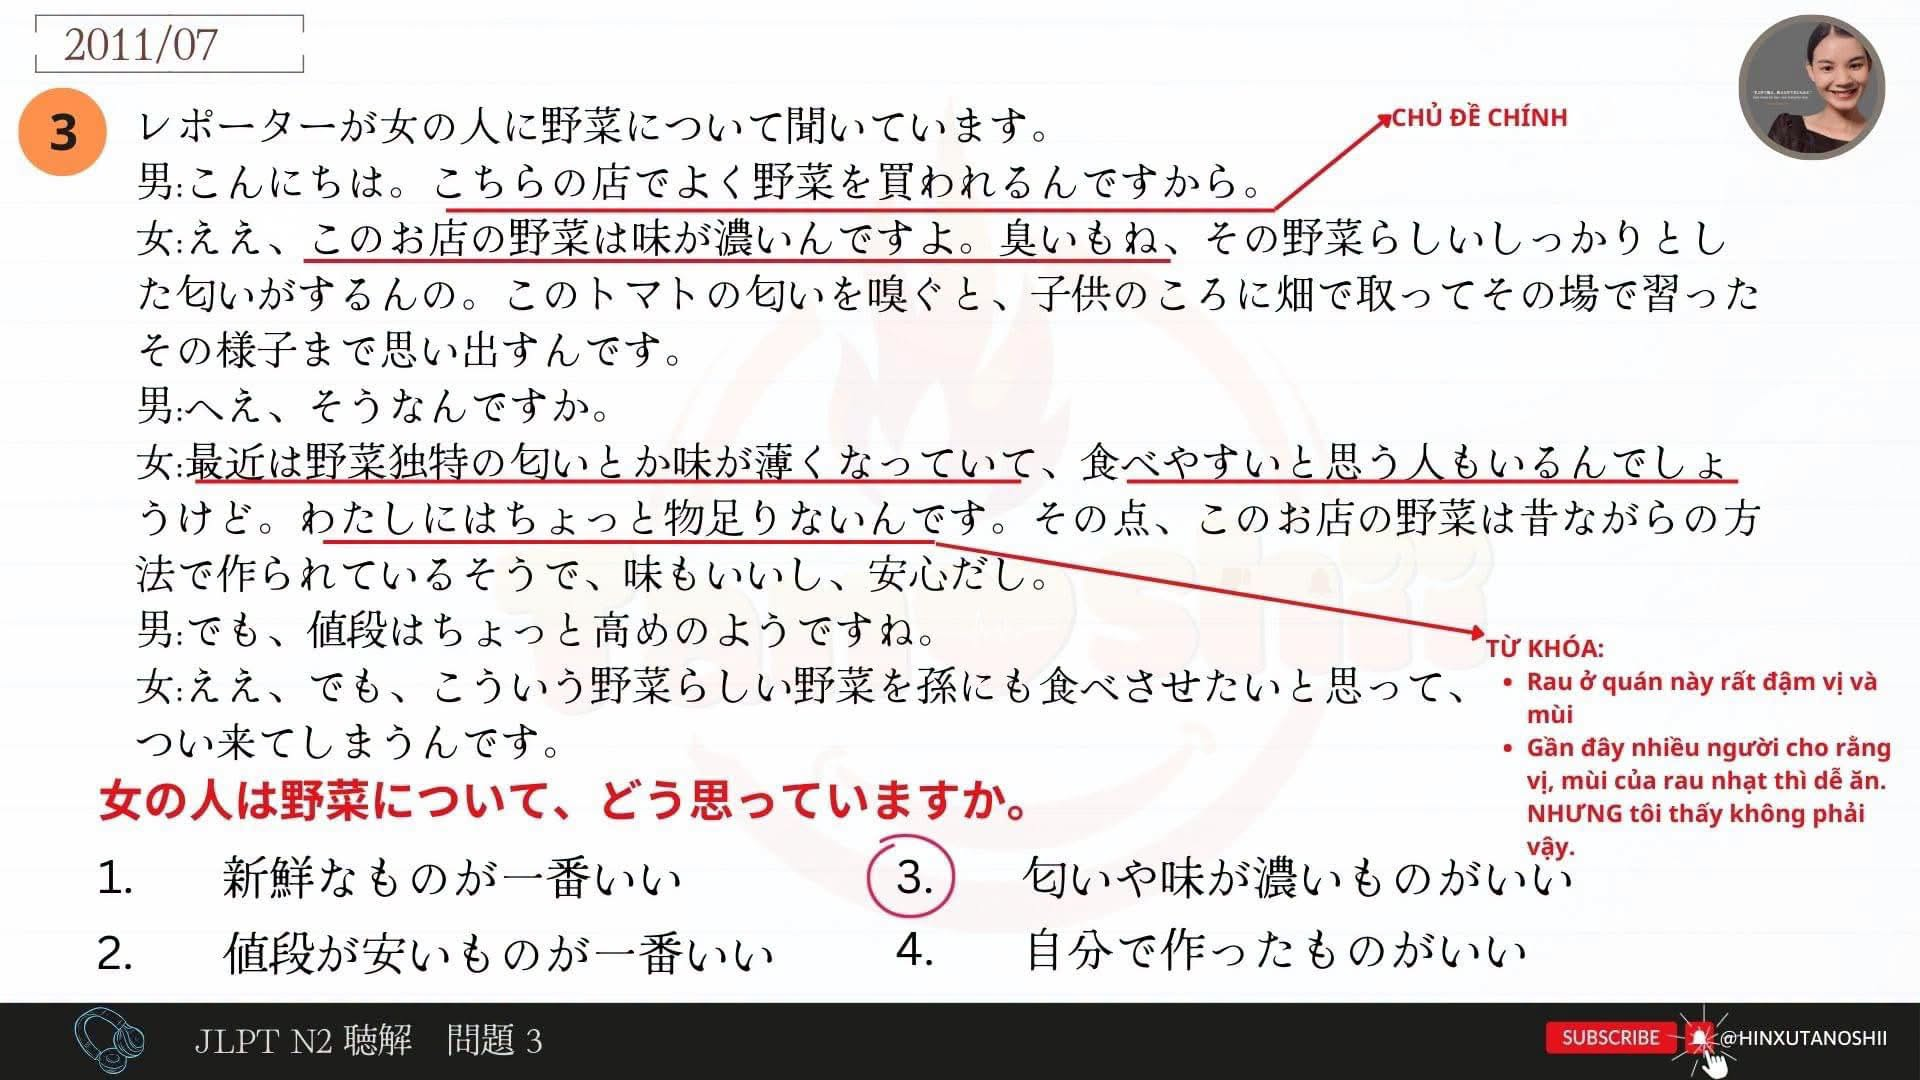 2011/07
3
レポーターが女の人に野菜について聞いています。
CHỦ ĐỀ CHÍNH
男:こんにちは。こちらの店でよく野菜を買われるんですから。
女:ええ、このお店の野菜は味が濃いんですよ。臭いもね、その野菜らしいしっかりとし
た匂いがするんの。このトマトの匂いを嗅ぐと、子供のころに畑で取ってその場で習った
その様子まで思い出すんです。
男:へえ、そうなんですか。
女:最近は野菜独特の匂いとか味が薄くなっていて、食べやすいと思う人もいるんでしょ
うけど。わたしにはちょっと物足りないんです。その点、このお店の野菜は昔ながらの方
法で作られているそうで、味もいいし、安心だし。
男:でも、値段はちょっと高めのようですね。
女:ええ、でも、こういう野菜らしい野菜を孫にも食べさせたいと思って、
つい来てしまうんです。
TỪ KHÓA:
• Rau ở quán này rất đậm vị và
mùi
• Gần đây nhiều người cho rằng
vị, mùi của rau nhạt thì dễ ăn.
NHƯNG tôi thấy không phải
vậy.
女の人は野菜について、どう思っていますか。
1. 新鮮なものが一番いい
2. 値段が安いものが一番いい
3. 匂いや味が濃いものがいい
4. 自分で作ったものがいい
JLPT N2 聴解 問題 3
SUBSCRIBE
@HINXUTANOSHII
Tanoshii